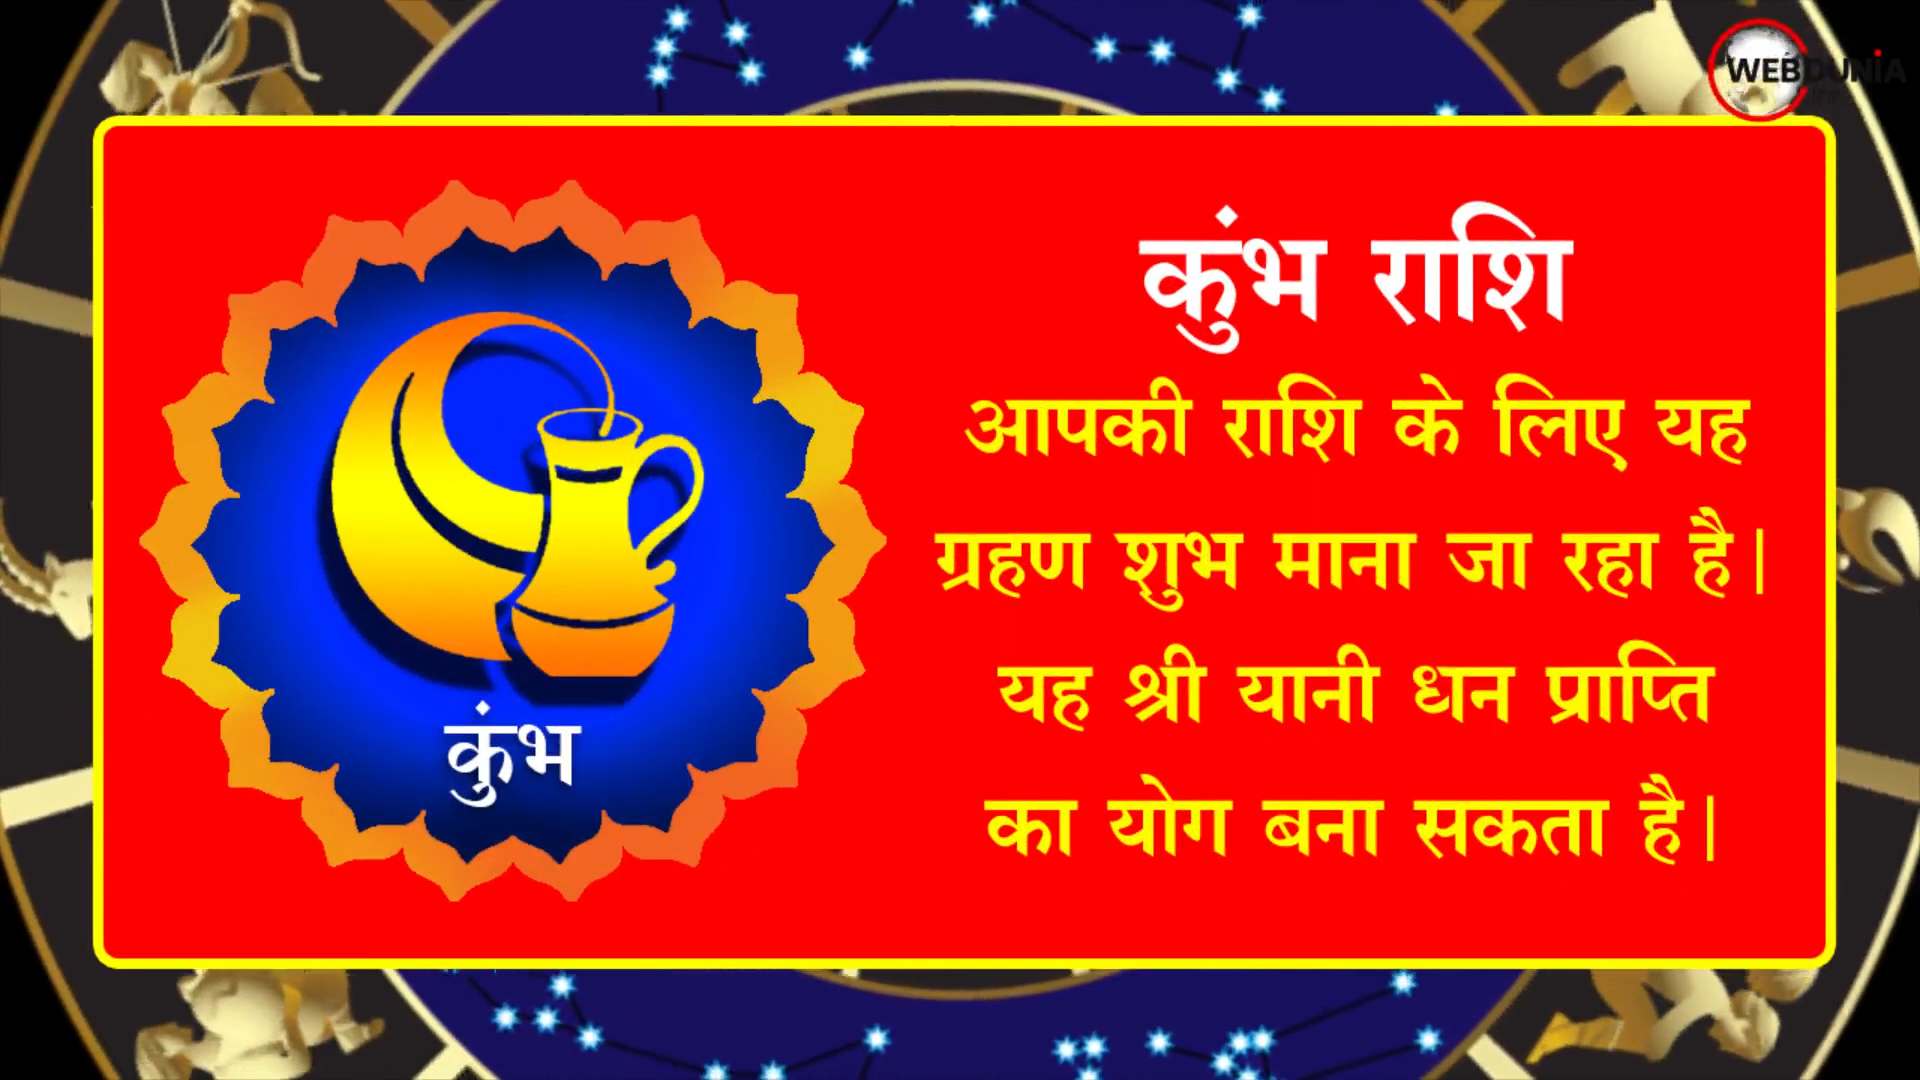 WEBDUNIA
कुंभ राशि
आपकी राशि के लिए यह
ग्रहण शुभ माना जा रहा है।
यह श्री यानी धन प्राप्ति
का योग बना सकता है।
कुंभ